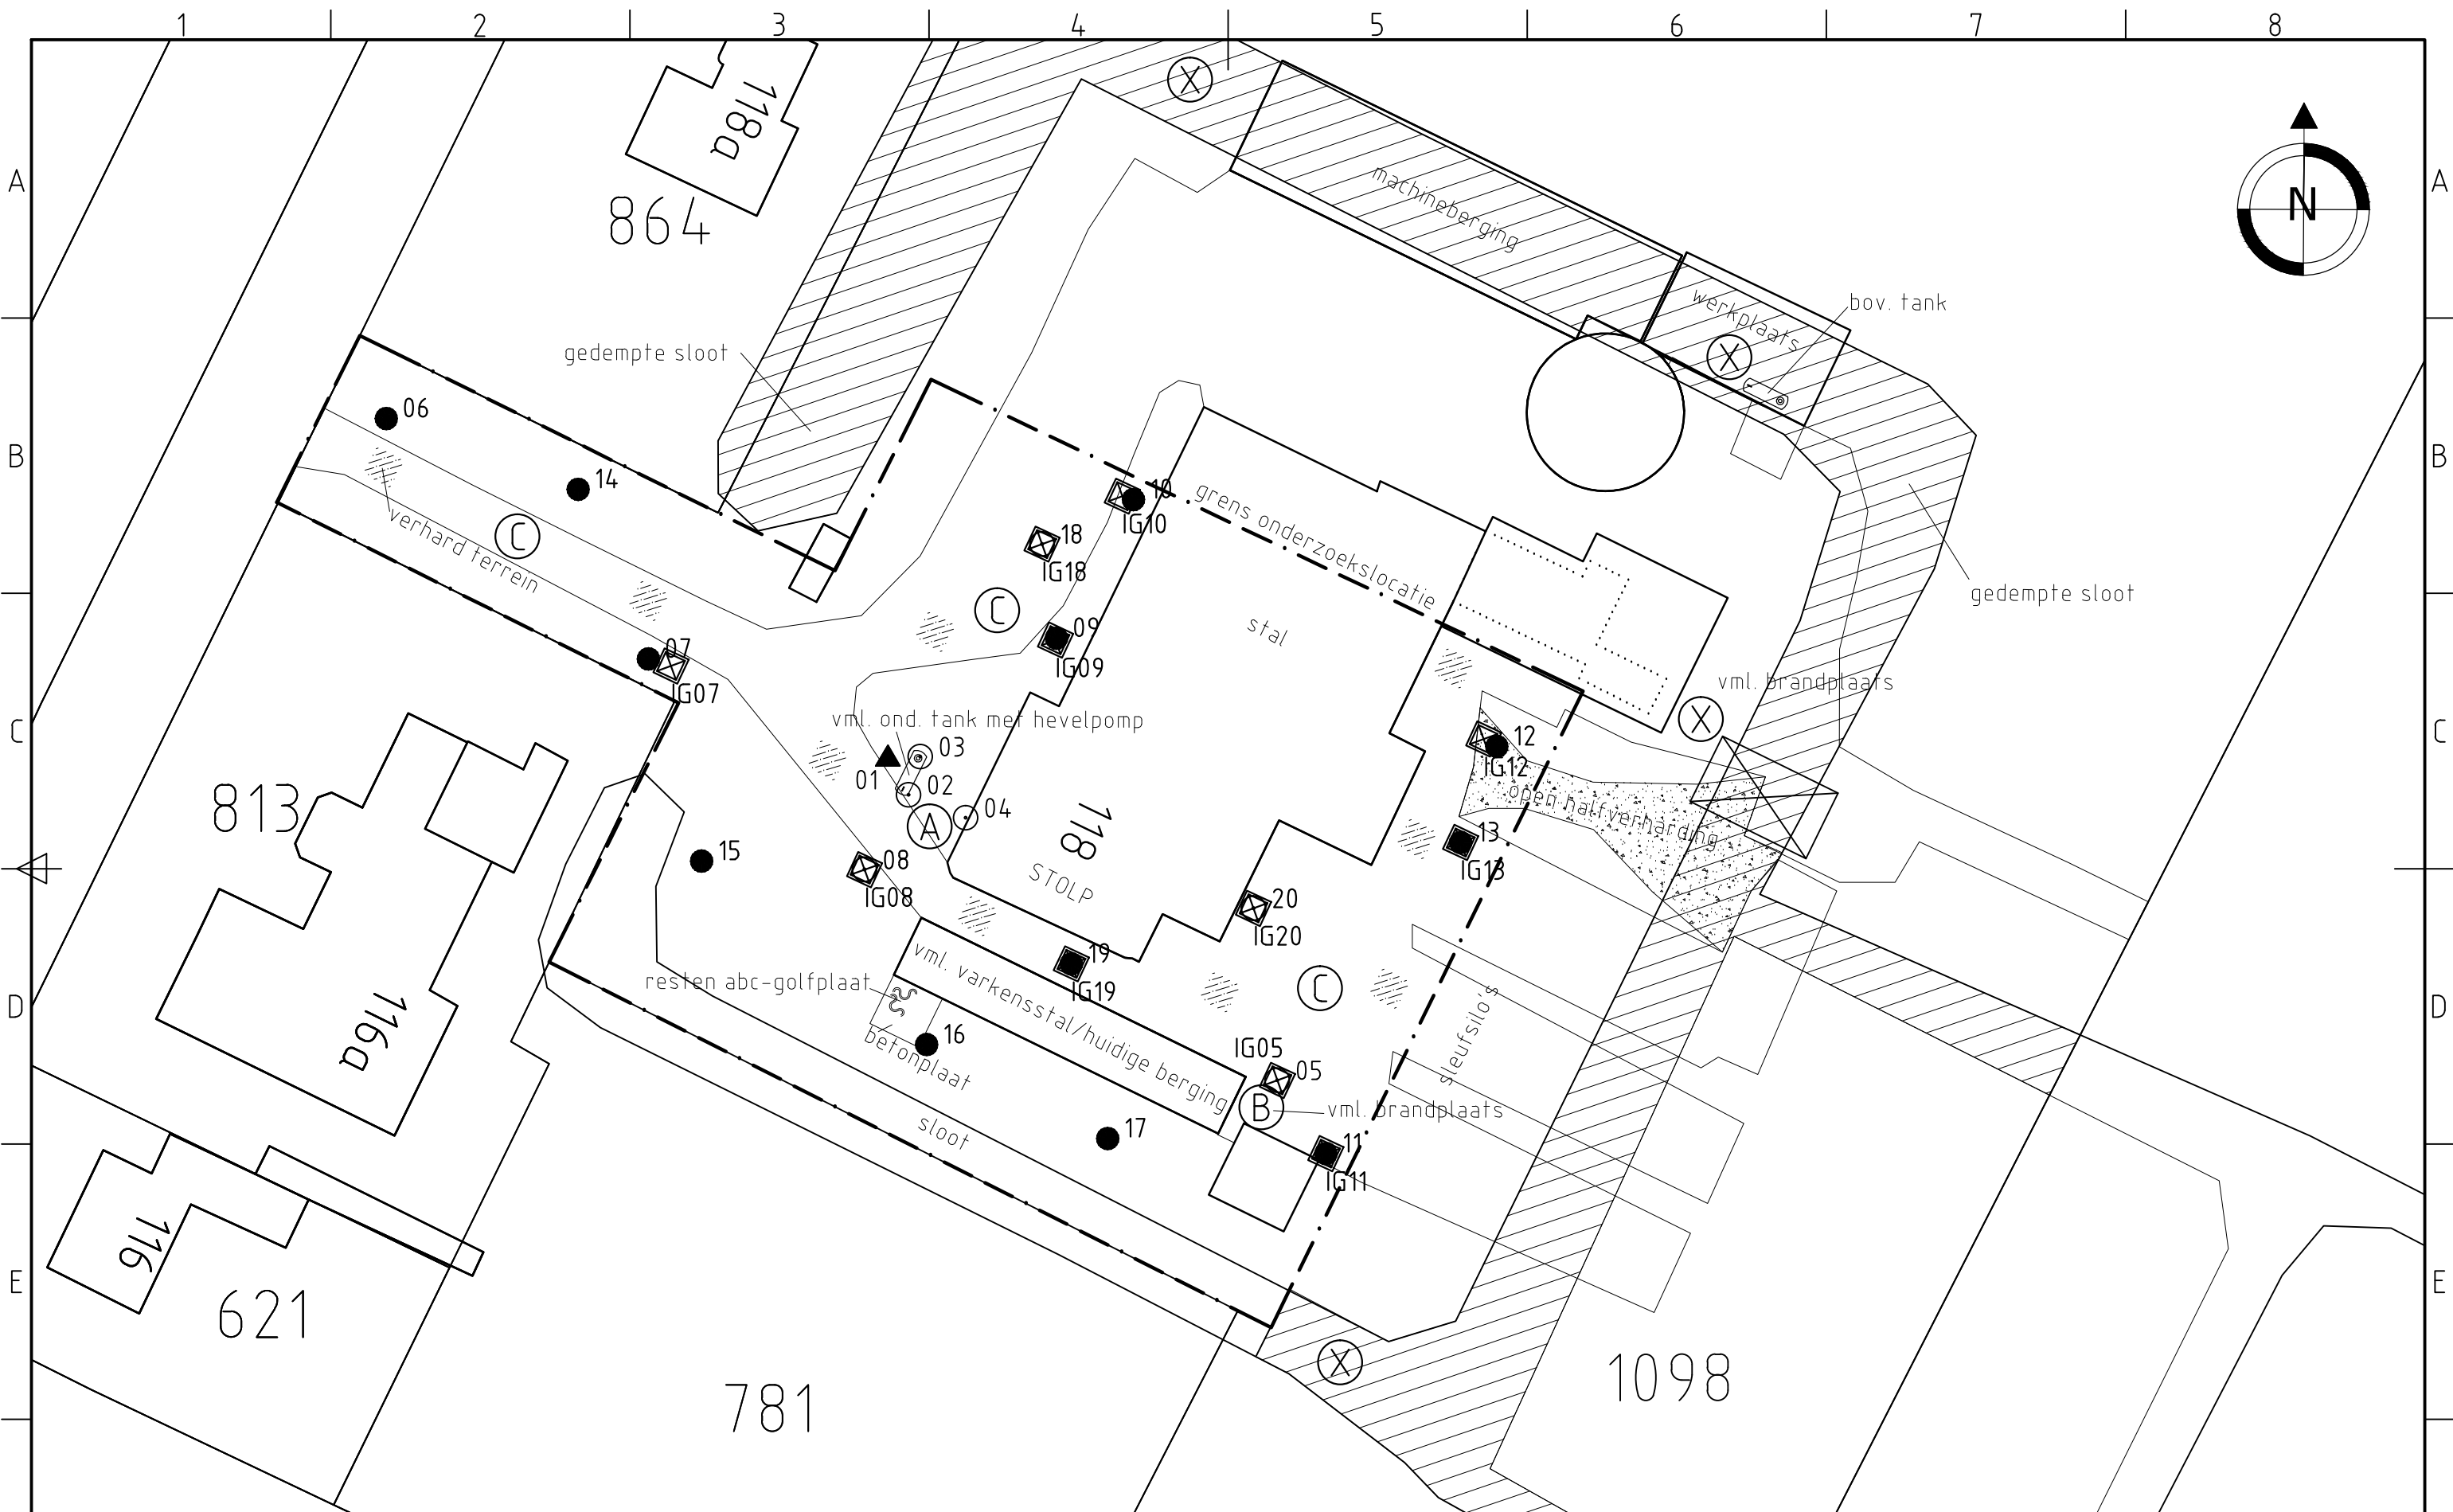 1 2 3 4 5 6 7 8
A A
B B
C C
D D
E E
N
118a
864
X
machineberging
werkplaats
X
bov. tank
gedempte sloot
06
14
C
verhard terrein
10
IG10
grens onderzoekslocatie
18
IG18
C
09
IG09
stal
gedempte sloot
07
IG07
vml. brandplaats
X
vml. ond. tank met hevelpomp
03
01
02
04
A
12
IG12
open halfverharding
813
118
STOLP
13
IG13
15
08
IG08
20
IG20
19
IG19
C
resten abc-golfplaat
vml. varkensstal/huidige berging
sleufsilo's
116a
16
betonplaat
IG05
05
B
vml. brandplaats
sloot
17
11
IG11
116
621
X
781
1098